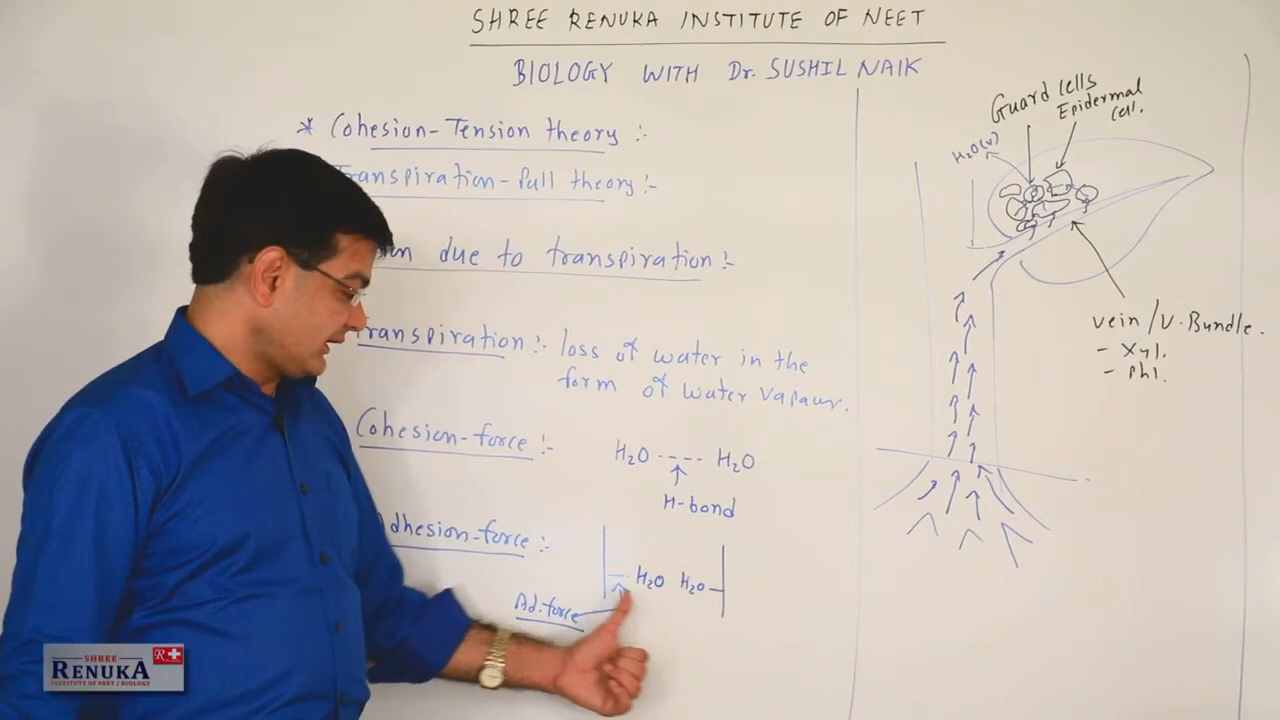 SHREE RENUKA INSTITUTE OF NEET
BIOLOGY WITH Dr. SUSHIL NAIK
* Cohesion-Tension theory :-
Transpiration-Pull theory :-
due to transpiration :-
Transpiration :- loss of water in the
form of water vapour.
Cohesion-force :-
H₂O ---- H₂O
H-bond
Adhesion-force :-
H₂O H₂O
Ad. force
Guard cells
Epidermal
cell.
H₂O(v)
vein/V.Bundle.
- Xyl.
- Phl.
SHREE
RENUKA
INSTITUTE OF NEET / BIOLOGY
R+